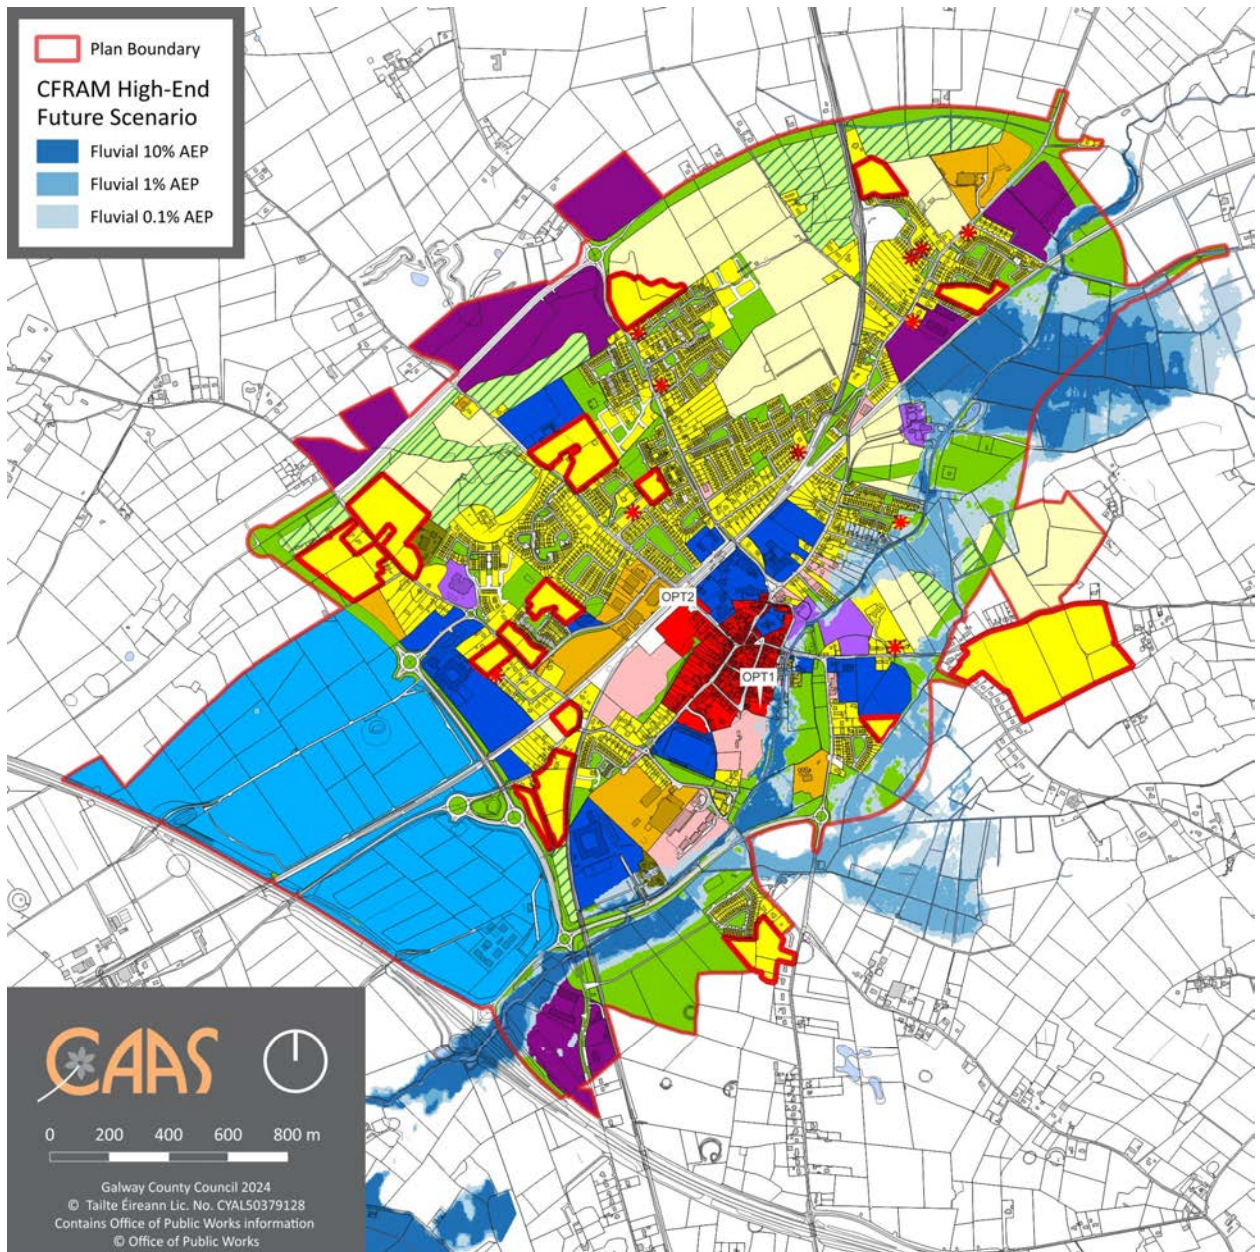 Plan Boundary
CFRAM High-End
Future Scenario
Fluvial 10% AEP
Fluvial 1% AEP
Fluvial 0.1% AEP
OPT2
OPT1
CAAS
0 200 400 600 800 m
Galway County Council 2024
© Tailte Éireann Lic. No. CYAL50379128
Contains Office of Public Works information
© Office of Public Works